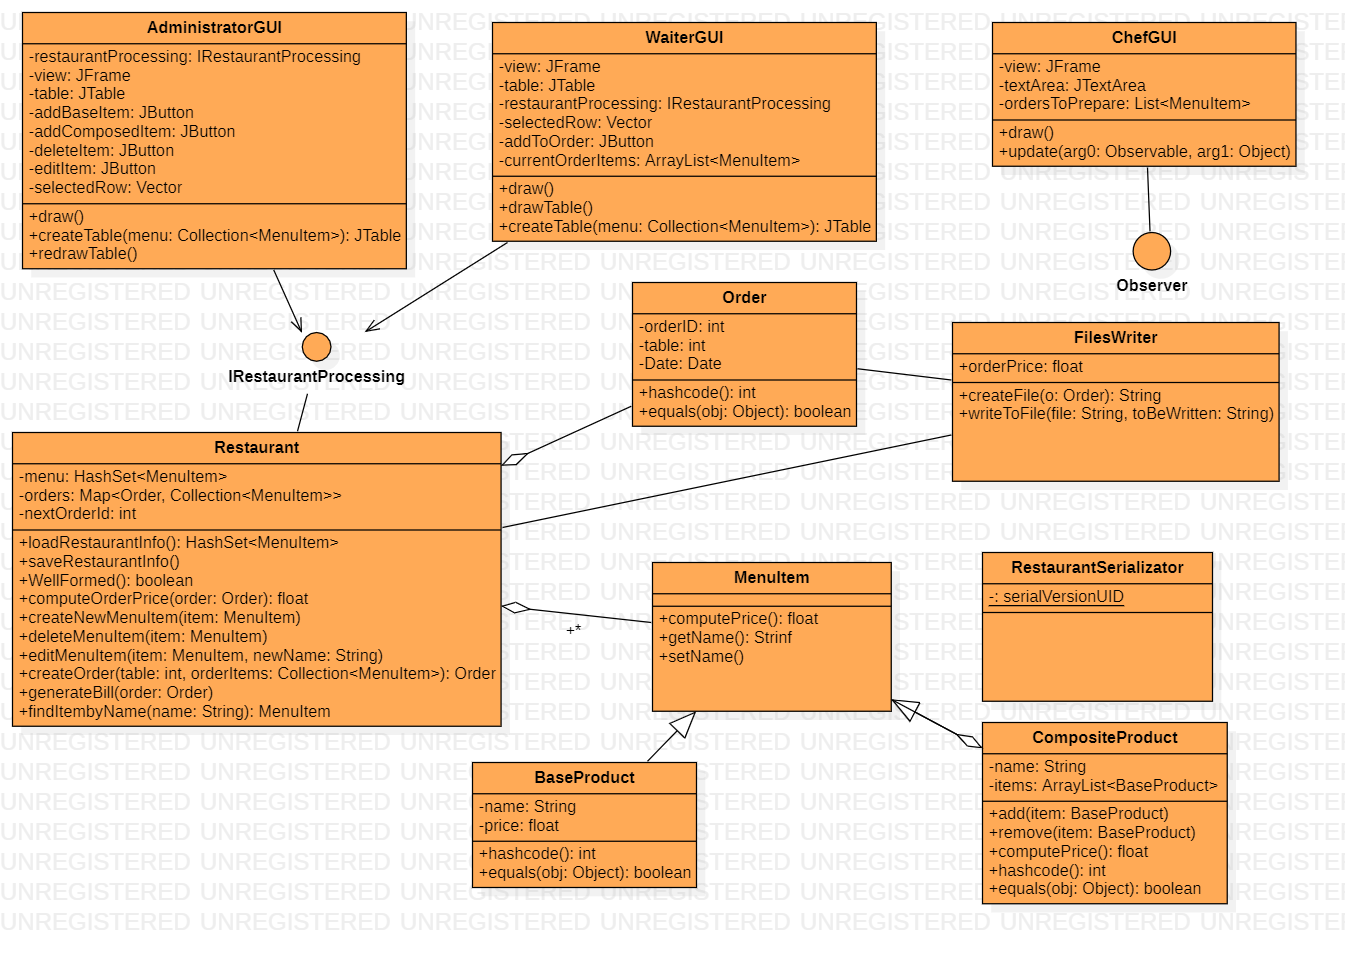 AdministratorGUI
-restaurantProcessing: IRestaurantProcessing
-view: JFrame
-table: JTable
-addBaseItem: JButton
-addComposedItem: JButton
-deleteItem: JButton
-editItem: JButton
-selectedRow: Vector
+draw()
+createTable(menu: Collection<MenuItem>): JTable
+redrawTable()
WaiterGUI
-view: JFrame
-table: JTable
-restaurantProcessing: IRestaurantProcessing
-selectedRow: Vector
-addToOrder: JButton
-currentOrderItems: ArrayList<MenuItem>
+draw()
+drawTable()
+createTable(menu: Collection<MenuItem>): JTable
ChefGUI
-view: JFrame
-textArea: JTextArea
-ordersToPrepare: List<MenuItem>
+draw()
+update(arg0: Observable, arg1: Object)
Observer
IRestaurantProcessing
Order
-orderID: int
-table: int
-Date: Date
+hashcode(): int
+equals(obj: Object): boolean
FilesWriter
+orderPrice: float
+createFile(o: Order): String
+writeToFile(file: String, toBeWritten: String)
Restaurant
-menu: HashSet<MenuItem>
-orders: Map<Order, Collection<MenuItem>>
-nextOrderId: int
+loadRestaurantInfo(): HashSet<MenuItem>
+saveRestaurantInfo()
+WellFormed(): boolean
+computeOrderPrice(order: Order): float
+createNewMenuItem(item: MenuItem)
+deleteMenuItem(item: MenuItem)
+editMenuItem(item: MenuItem, newName: String)
+createOrder(table: int, orderItems: Collection<MenuItem>): Order
+generateBill(order: Order)
+findItembyName(name: String): MenuItem
+*
MenuItem
+computePrice(): float
+getName(): Strinf
+setName()
RestaurantSerializator
-: serialVersionUID
BaseProduct
-name: String
-price: float
+hashcode(): int
+equals(obj: Object): boolean
CompositeProduct
-name: String
-items: ArrayList<BaseProduct>
+add(item: BaseProduct)
+remove(item: BaseProduct)
+computePrice(): float
+hashcode(): int
+equals(obj: Object): boolean